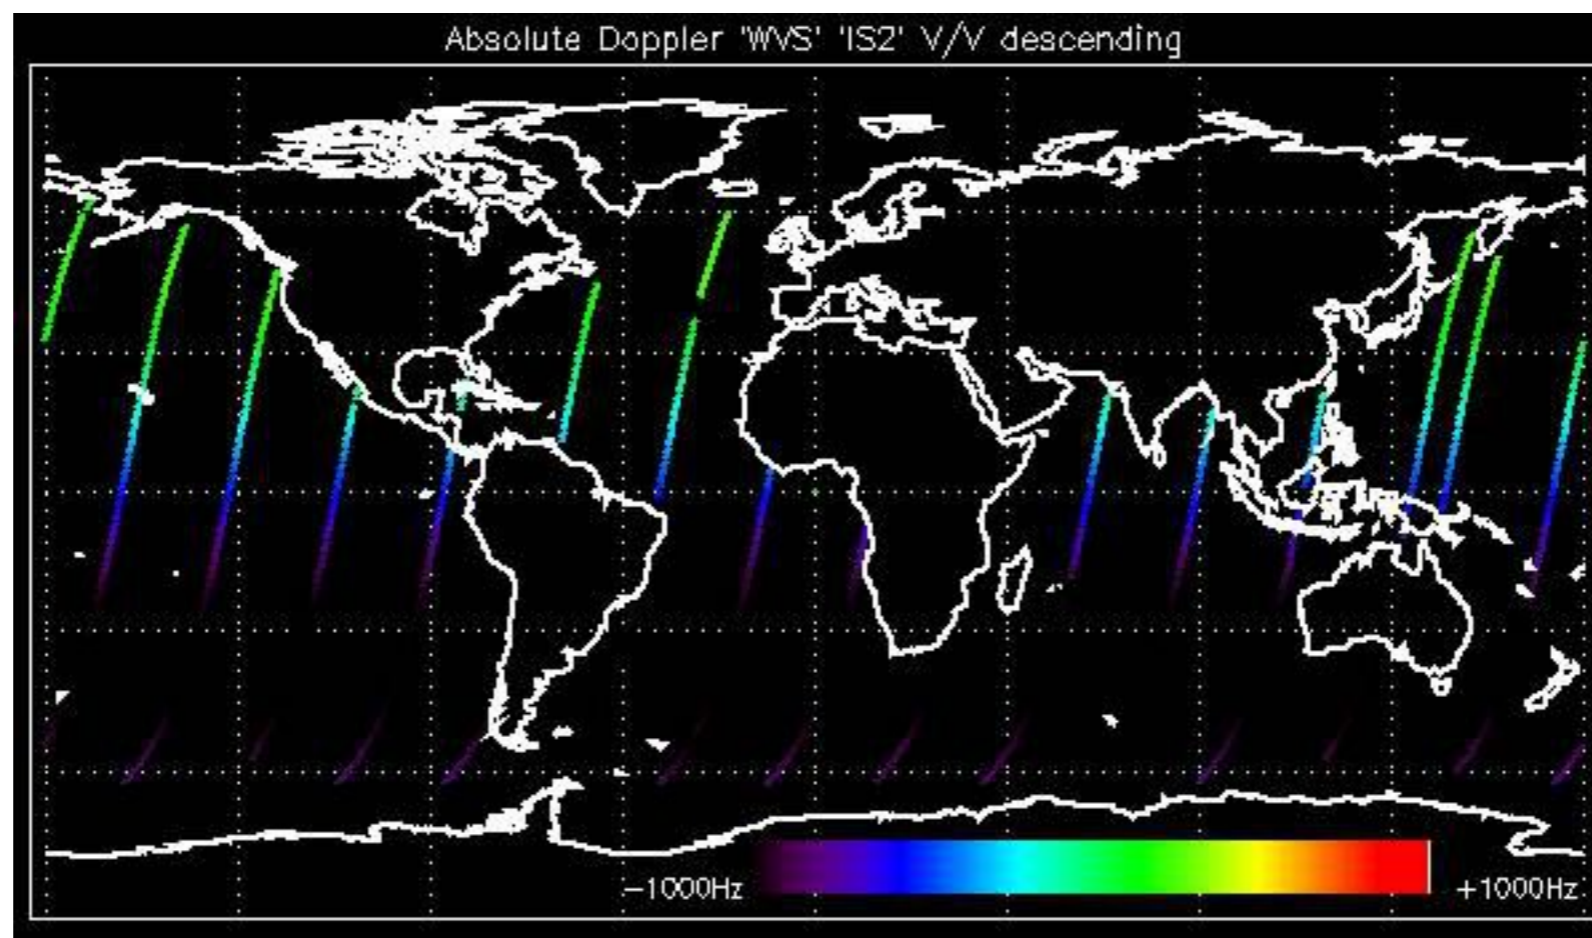 Absolute Doppler 'WVS' 'IS2' V/V descending
−1000Hz +1000Hz